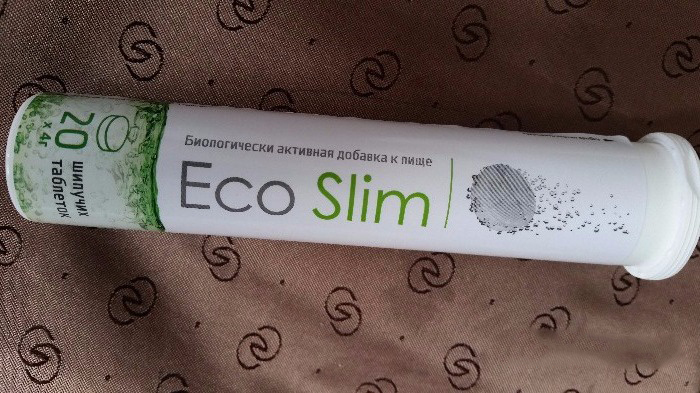 Биологически активная добавка к пище
Eco Slim
20
х 4г
шипучих
таблеток